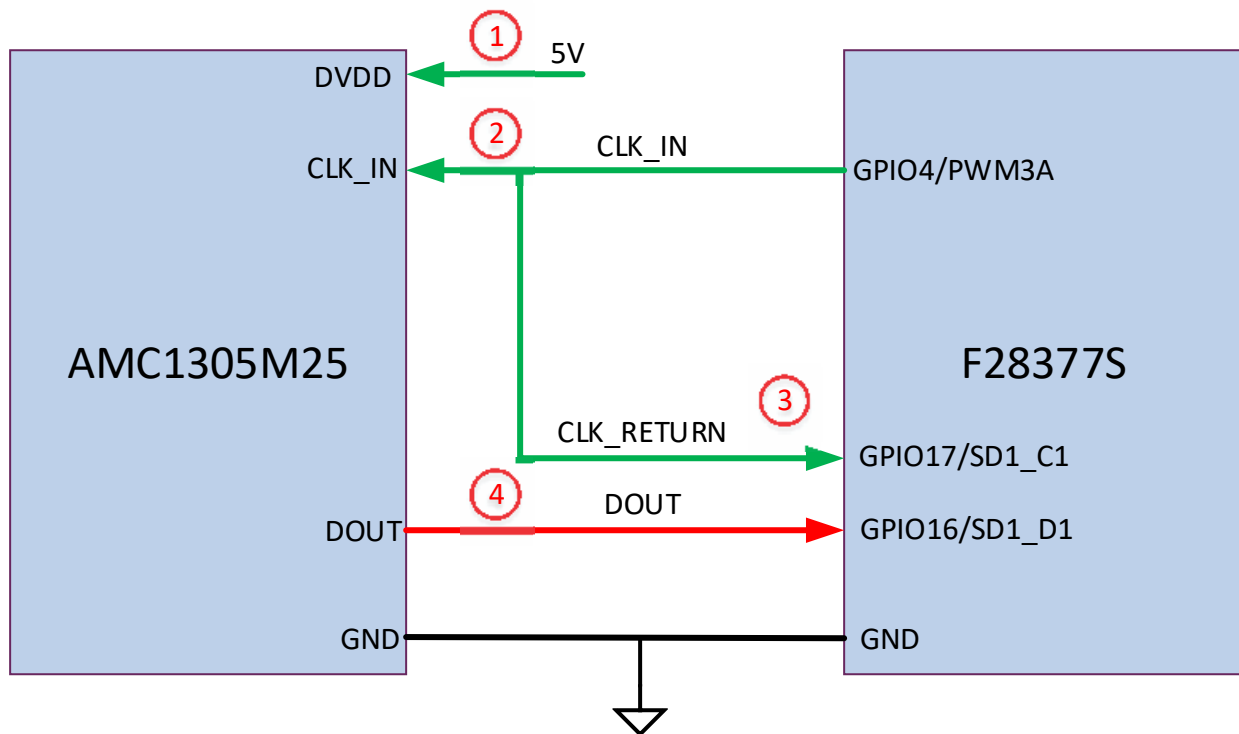 1
5V
DVDD
2
CLK_IN
CLK_IN
GPIO4/PWM3A
AMC1305M25
F28377S
3
CLK_RETURN
GPIO17/SD1_C1
4
DOUT
DOUT
GPIO16/SD1_D1
GND
GND